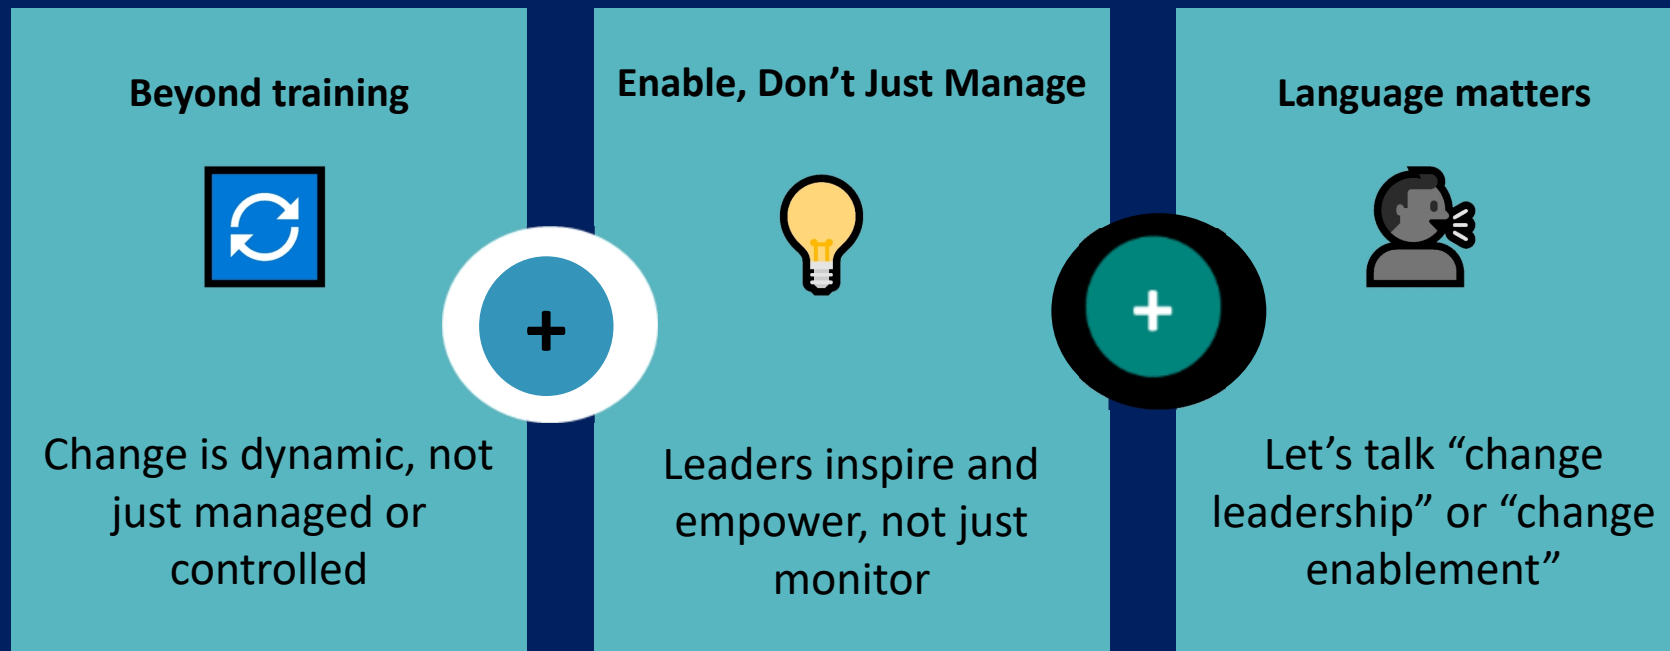 Beyond training
Change is dynamic, not
just managed or
controlled
+
Enable, Don’t Just Manage
Leaders inspire and
empower, not just
monitor
+
Language matters
Let’s talk “change
leadership” or “change
enablement”